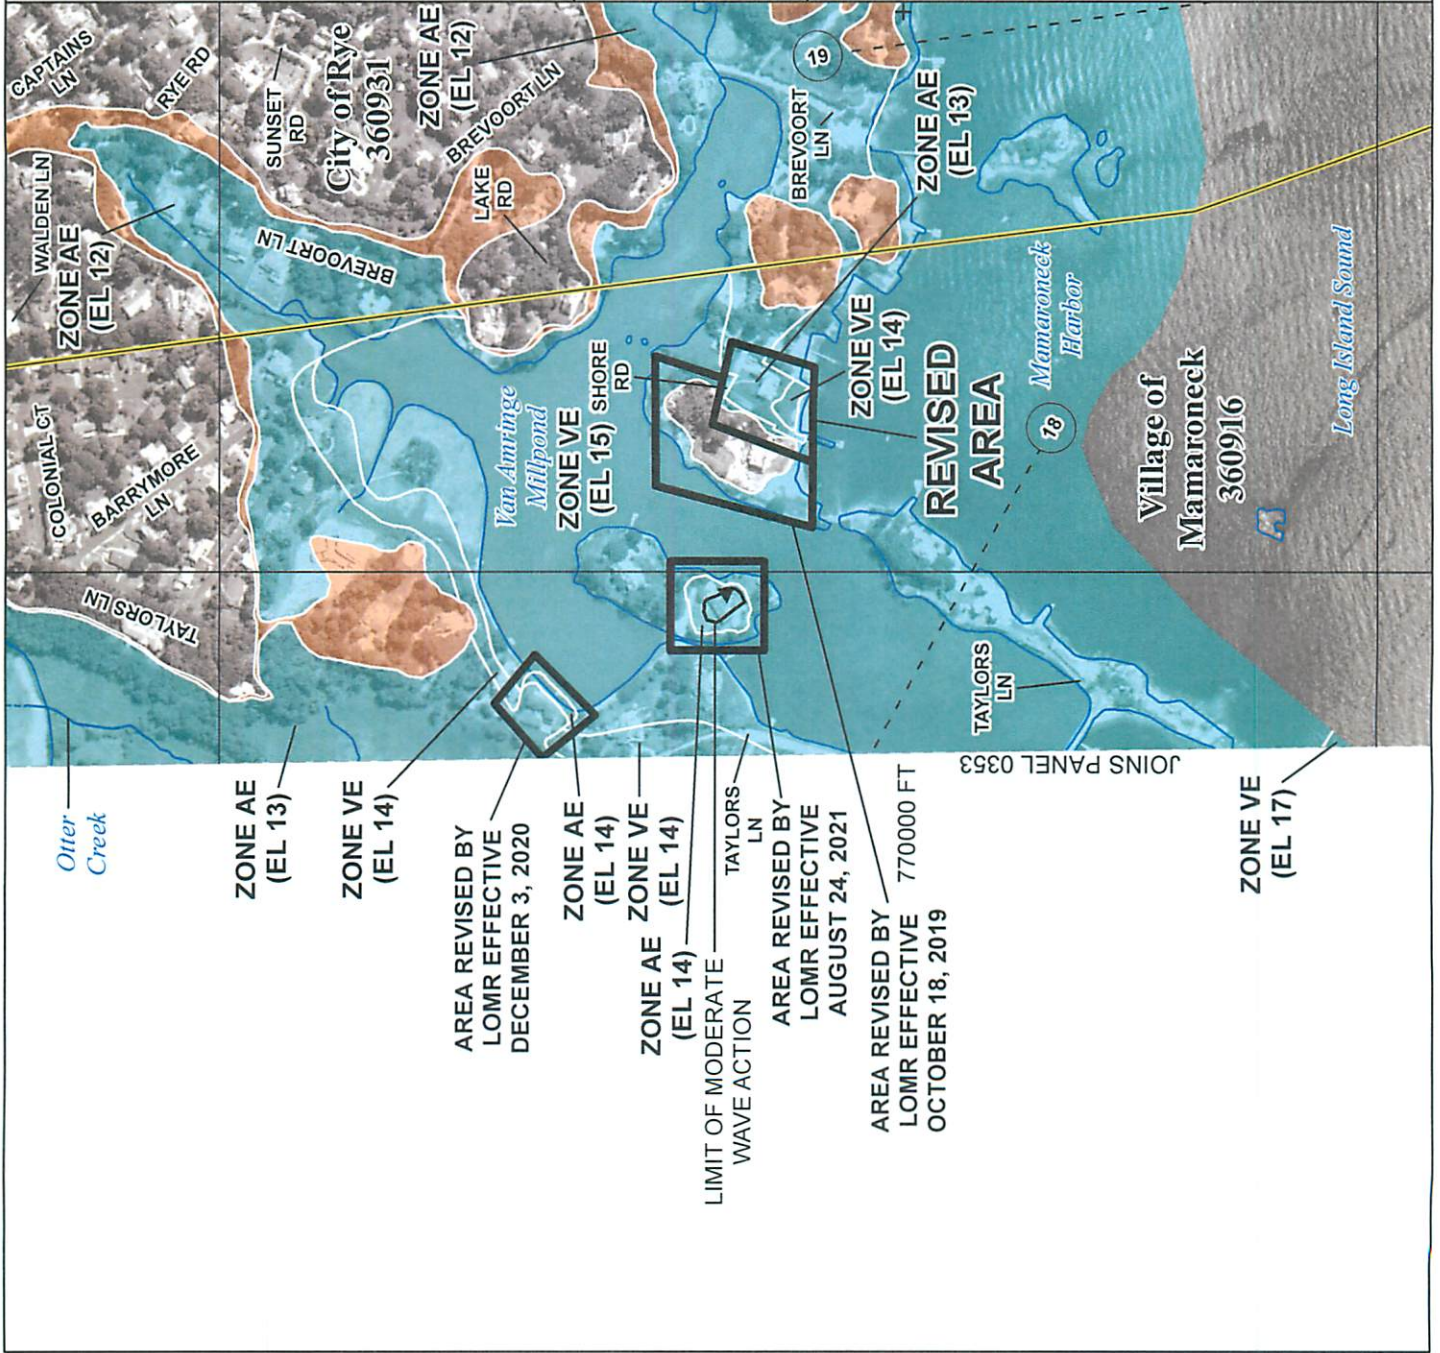 CAPTAINS
LN
RYE RD
SUNSET
RD
City of Rye
360931
ZONE AE
(EL 12)
BREVOORT LN
19
WALDEN LN
ZONE AE
(EL 12)
BREVOORT LN
LAKE
RD
BREVOORT
LN
ZONE AE
(EL 13)
COLONIAL CT
BARRYMORE
LN
TAYLORS LN
Van Amringe
Millpond
ZONE VE
(EL 15)
SHORE
RD
ZONE VE
(EL 14)
REVISED
AREA
Mamaroneck
Harbor
18
Village of
Mamaroneck
360916
Long Island Sound
TAYLORS
LN
JOINS PANEL 0353
Otter
Creek
ZONE AE
(EL 13)
ZONE VE
(EL 14)
AREA REVISED BY
LOMR EFFECTIVE
DECEMBER 3, 2020
ZONE AE
(EL 14)
ZONE VE
(EL 14)
ZONE AE
(EL 14)
LIMIT OF MODERATE
WAVE ACTION
TAYLORS
LN
AREA REVISED BY
LOMR EFFECTIVE
AUGUST 24, 2021
770000 FT
AREA REVISED BY
LOMR EFFECTIVE
OCTOBER 18, 2019
ZONE VE
(EL 17)